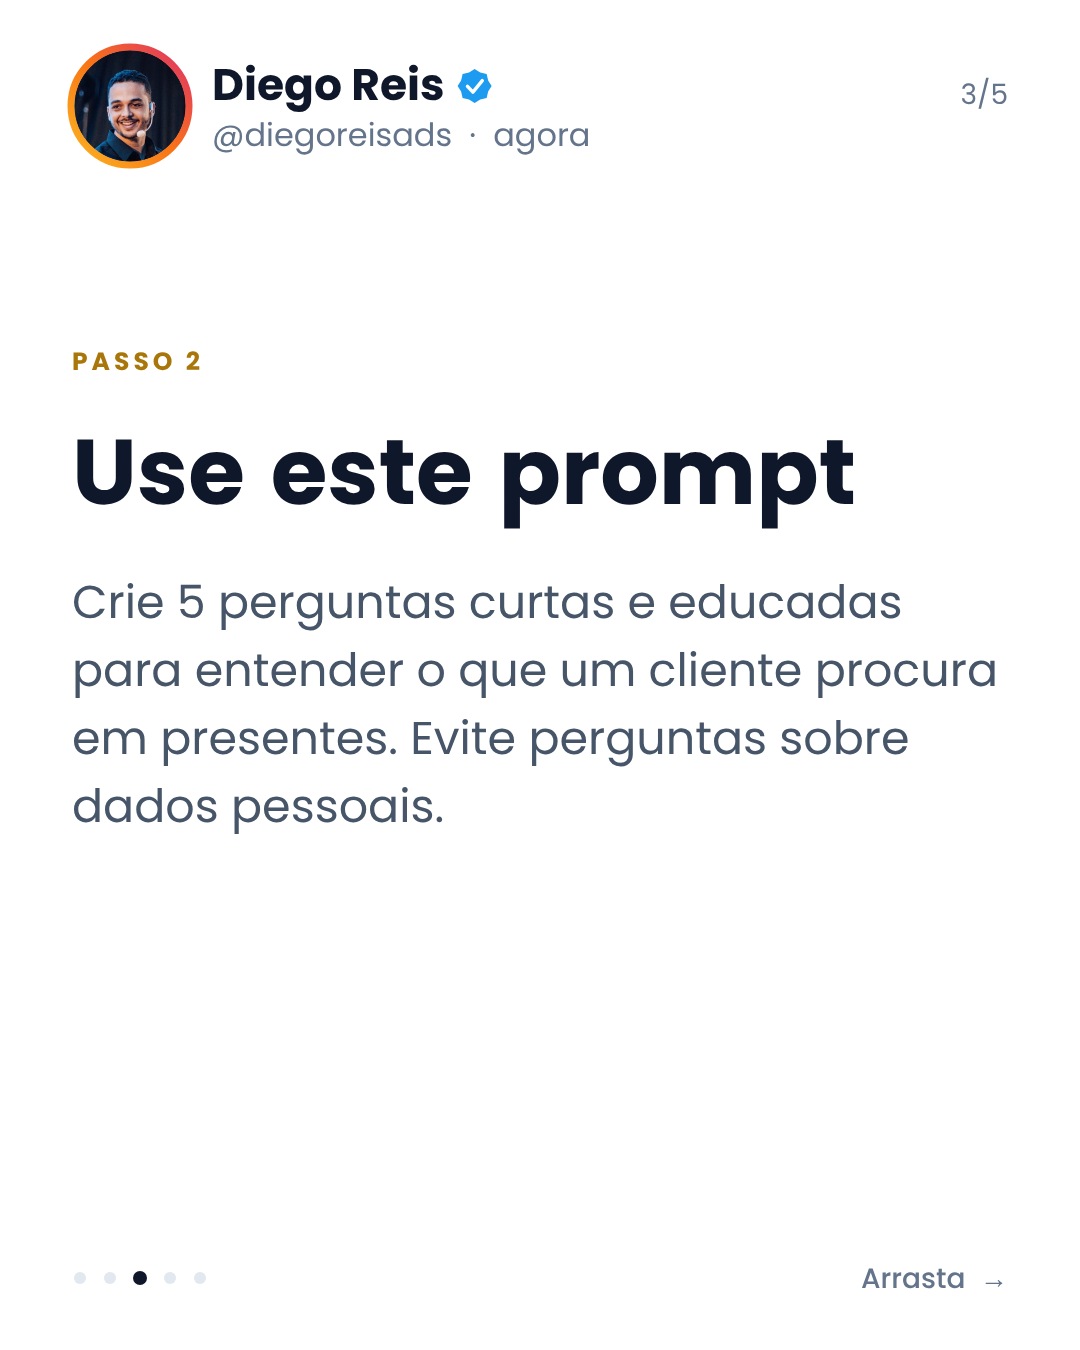 Diego Reis
@diegoreisads · agora
3/5
PASSO 2
Use este prompt
Crie 5 perguntas curtas e educadas
para entender o que um cliente procura
em presentes. Evite perguntas sobre
dados pessoais.
Arrasta →